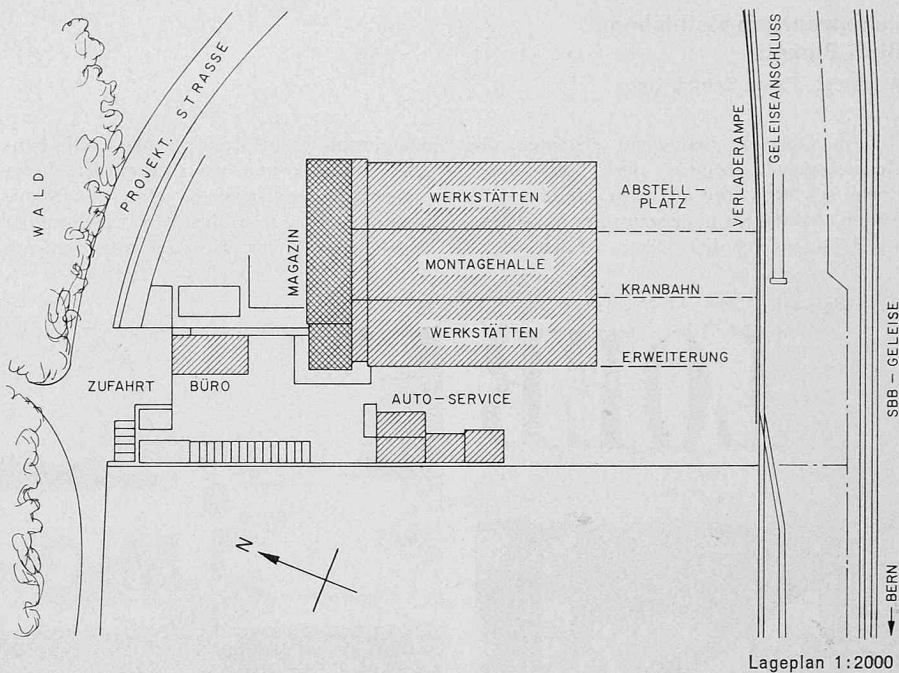 WALD
PROJEKT. STRASSE
MAGAZIN
WERKSTÄTTEN
MONTAGEHALLE
WERKSTÄTTEN
ABSTELL-
PLATZ
KRANBAHN
ERWEITERUNG
VERLADERAMPE
GELEISEANSCHLUSS
SBB-GELEISE
ZUFAHRT
BÜRO
AUTO-SERVICE
N
BERN
Lageplan 1:2000